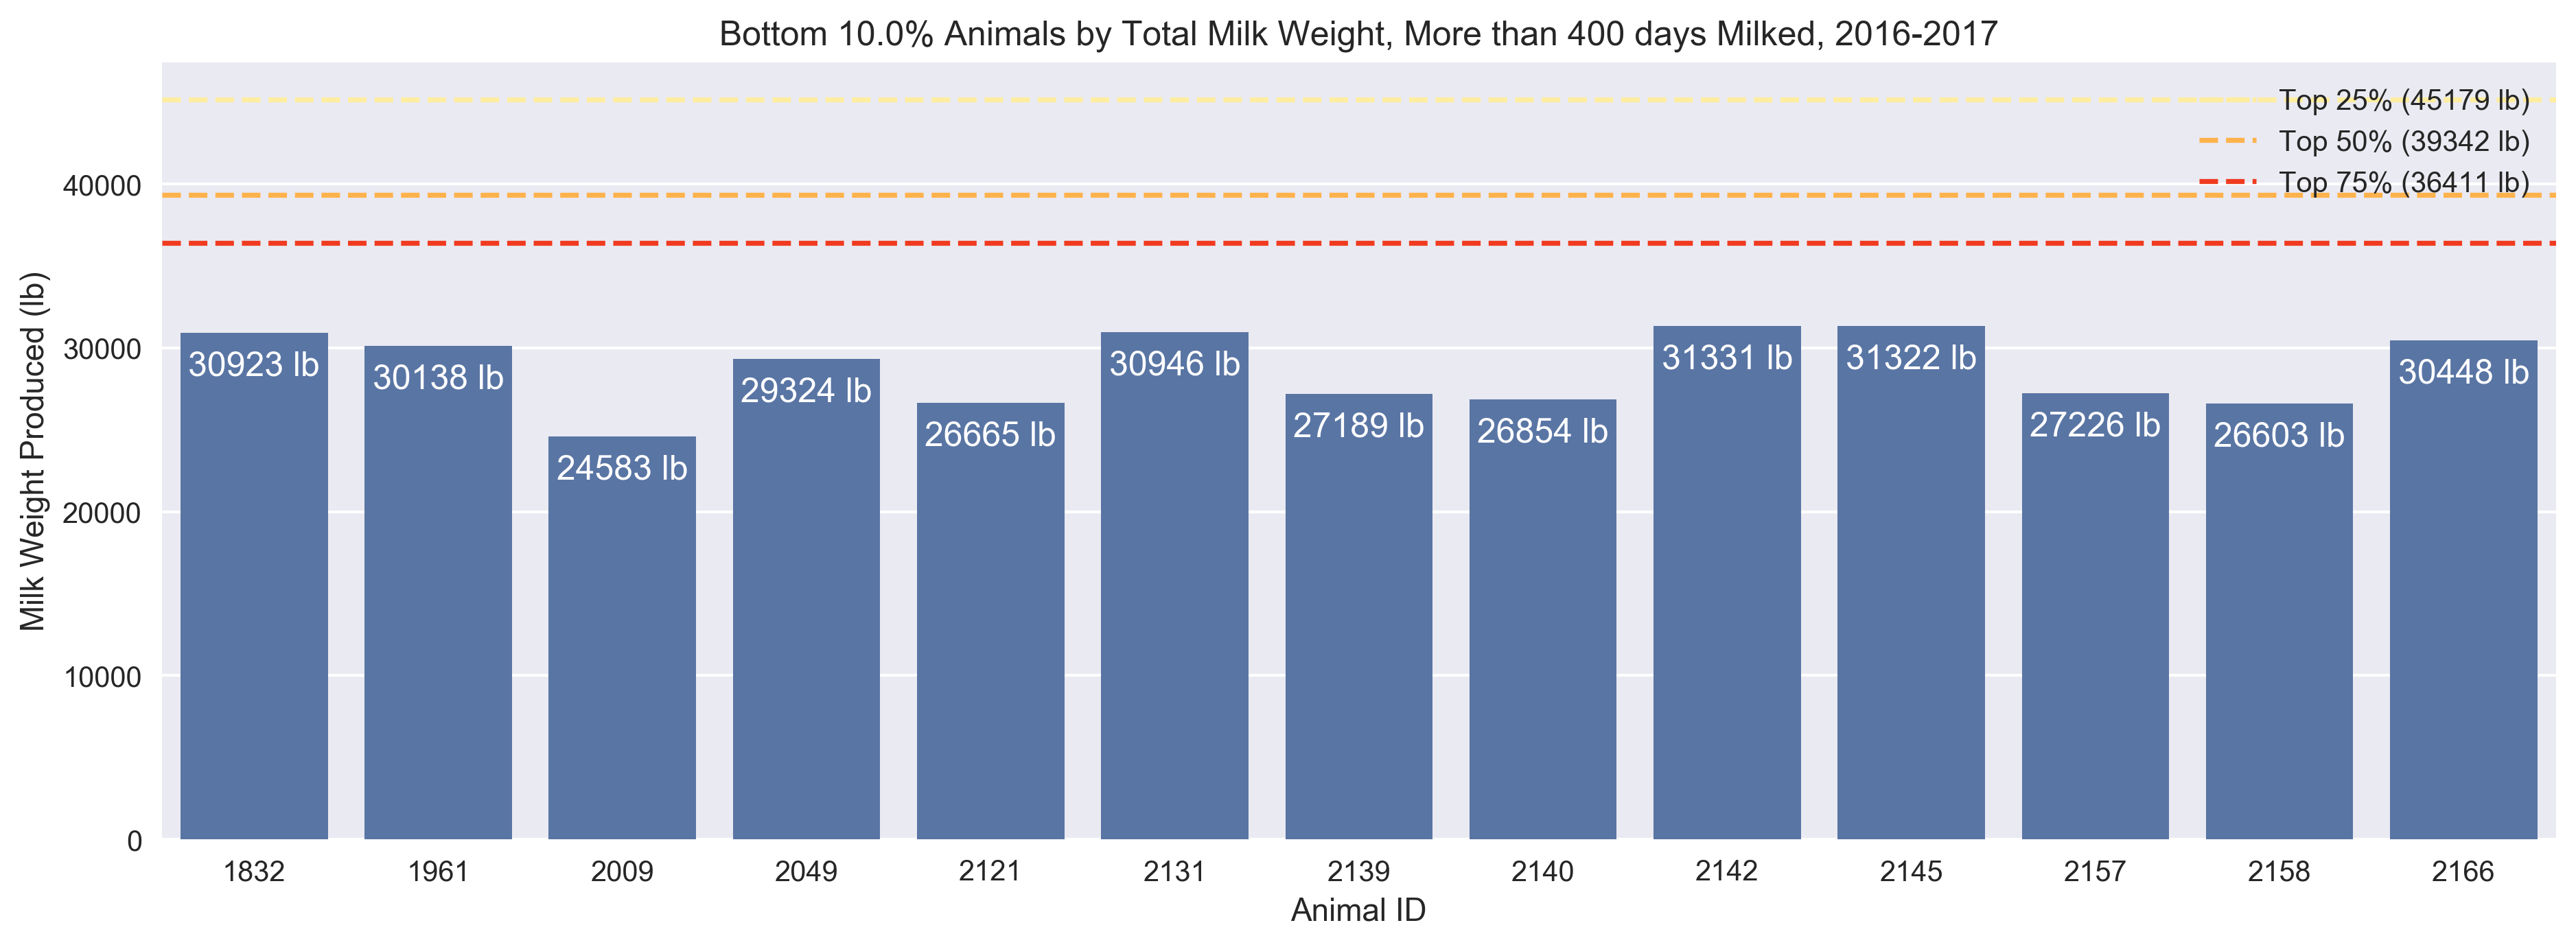 Bottom 10.0% Animals by Total Milk Weight, More than 400 days Milked, 2016-2017
Top 25% (45179 lb)
Top 50% (39342 lb)
Top 75% (36411 lb)
Milk Weight Produced (lb)
40000
30000
20000
10000
0
30923 lb
30138 lb
24583 lb
29324 lb
26665 lb
30946 lb
27189 lb
26854 lb
31331 lb
31322 lb
27226 lb
26603 lb
30448 lb
1832 1961 2009 2049 2121 2131 2139 2140 2142 2145 2157 2158 2166
Animal ID